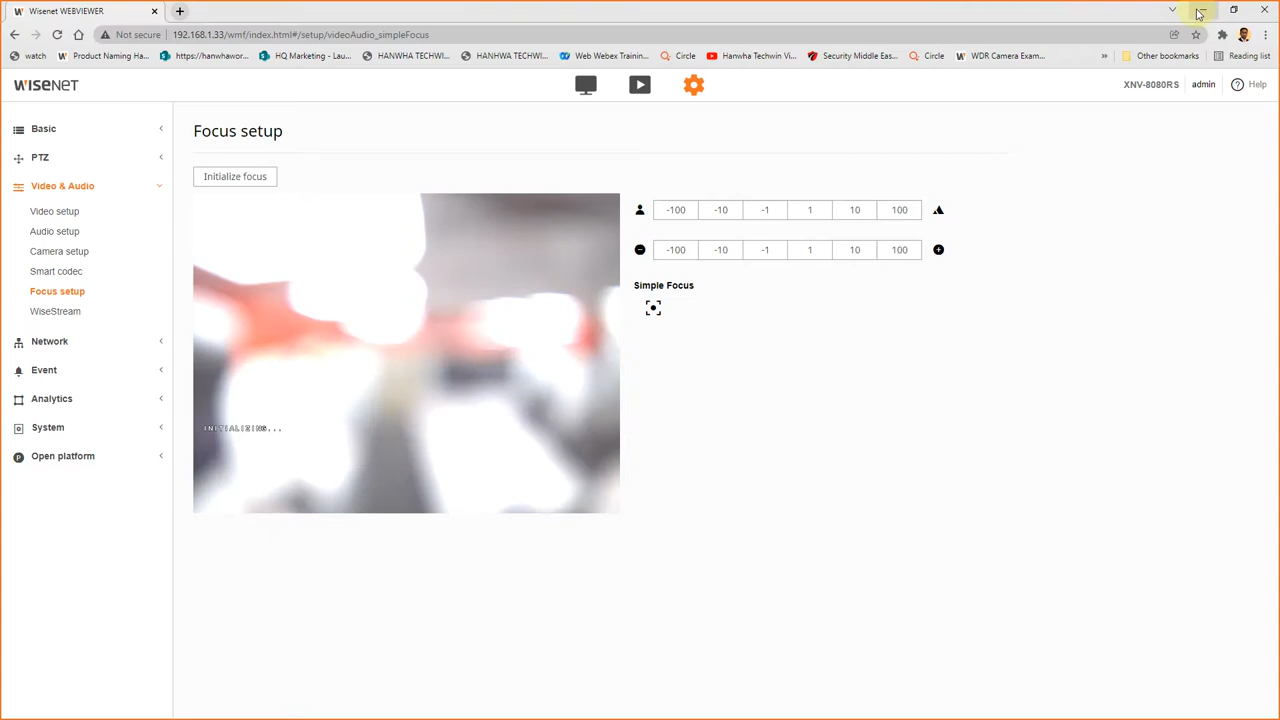 Wisenet WEBVIEWER
Not secure 192.168.1.33/wmf/index.html#/setup/videoAudio_simpleFocus
watch Product Naming Ha... https://hanwhawor... HQ Marketing - Lau... HANWHA TECHWI... HANHWA TECHWI... Web Webex Trainin... Circle Hanwha Techwin Vi... Security Middle Eas... Circle WDR Camera Exam... » Other bookmarks Reading list
WISENET XNV-8080RS admin ? Help
Basic
PTZ
Video & Audio
Video setup
Audio setup
Camera setup
Smart codec
Focus setup
WiseStream
Network
Event
Analytics
System
Open platform
Focus setup
Initialize focus
-100 -10 -1 1 10 100
-100 -10 -1 1 10 100
Simple Focus
INITIALIZING...